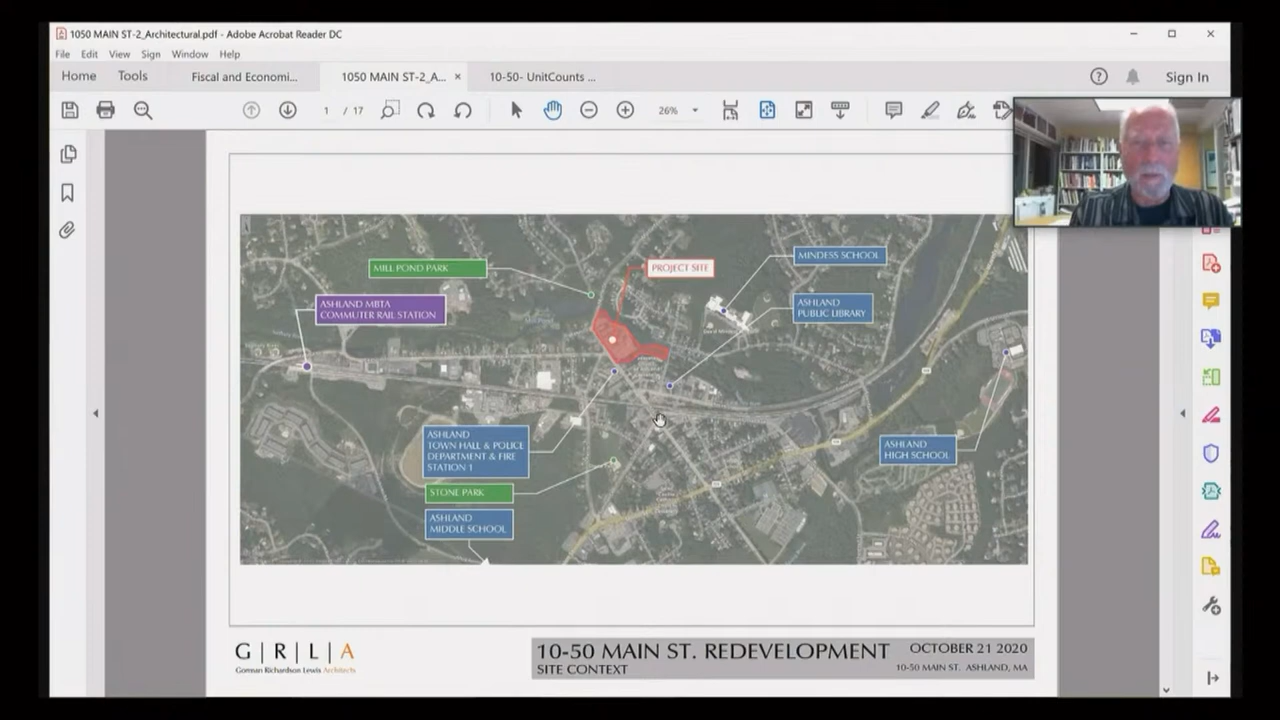 1050 MAIN ST-2_Architectural.pdf - Adobe Acrobat Reader DC
File Edit View Sign Window Help
Home Tools Fiscal and Economi... 1050 MAIN ST-2_A... × 10-50- UnitCounts ... Sign In
1 / 17 26%
MILL POND PARK
PROJECT SITE
MINDESS SCHOOL
ASHLAND MBTA
COMMUTER RAIL STATION
ASHLAND
PUBLIC LIBRARY
ASHLAND
TOWN HALL & POLICE
DEPARTMENT & FIRE
STATION 1
ASHLAND
HIGH SCHOOL
STONE PARK
ASHLAND
MIDDLE SCHOOL
G | R | L | A
Gorman Richardson Lewis Architects
10-50 MAIN ST. REDEVELOPMENT
SITE CONTEXT
OCTOBER 21 2020
10-50 MAIN ST. ASHLAND, MA